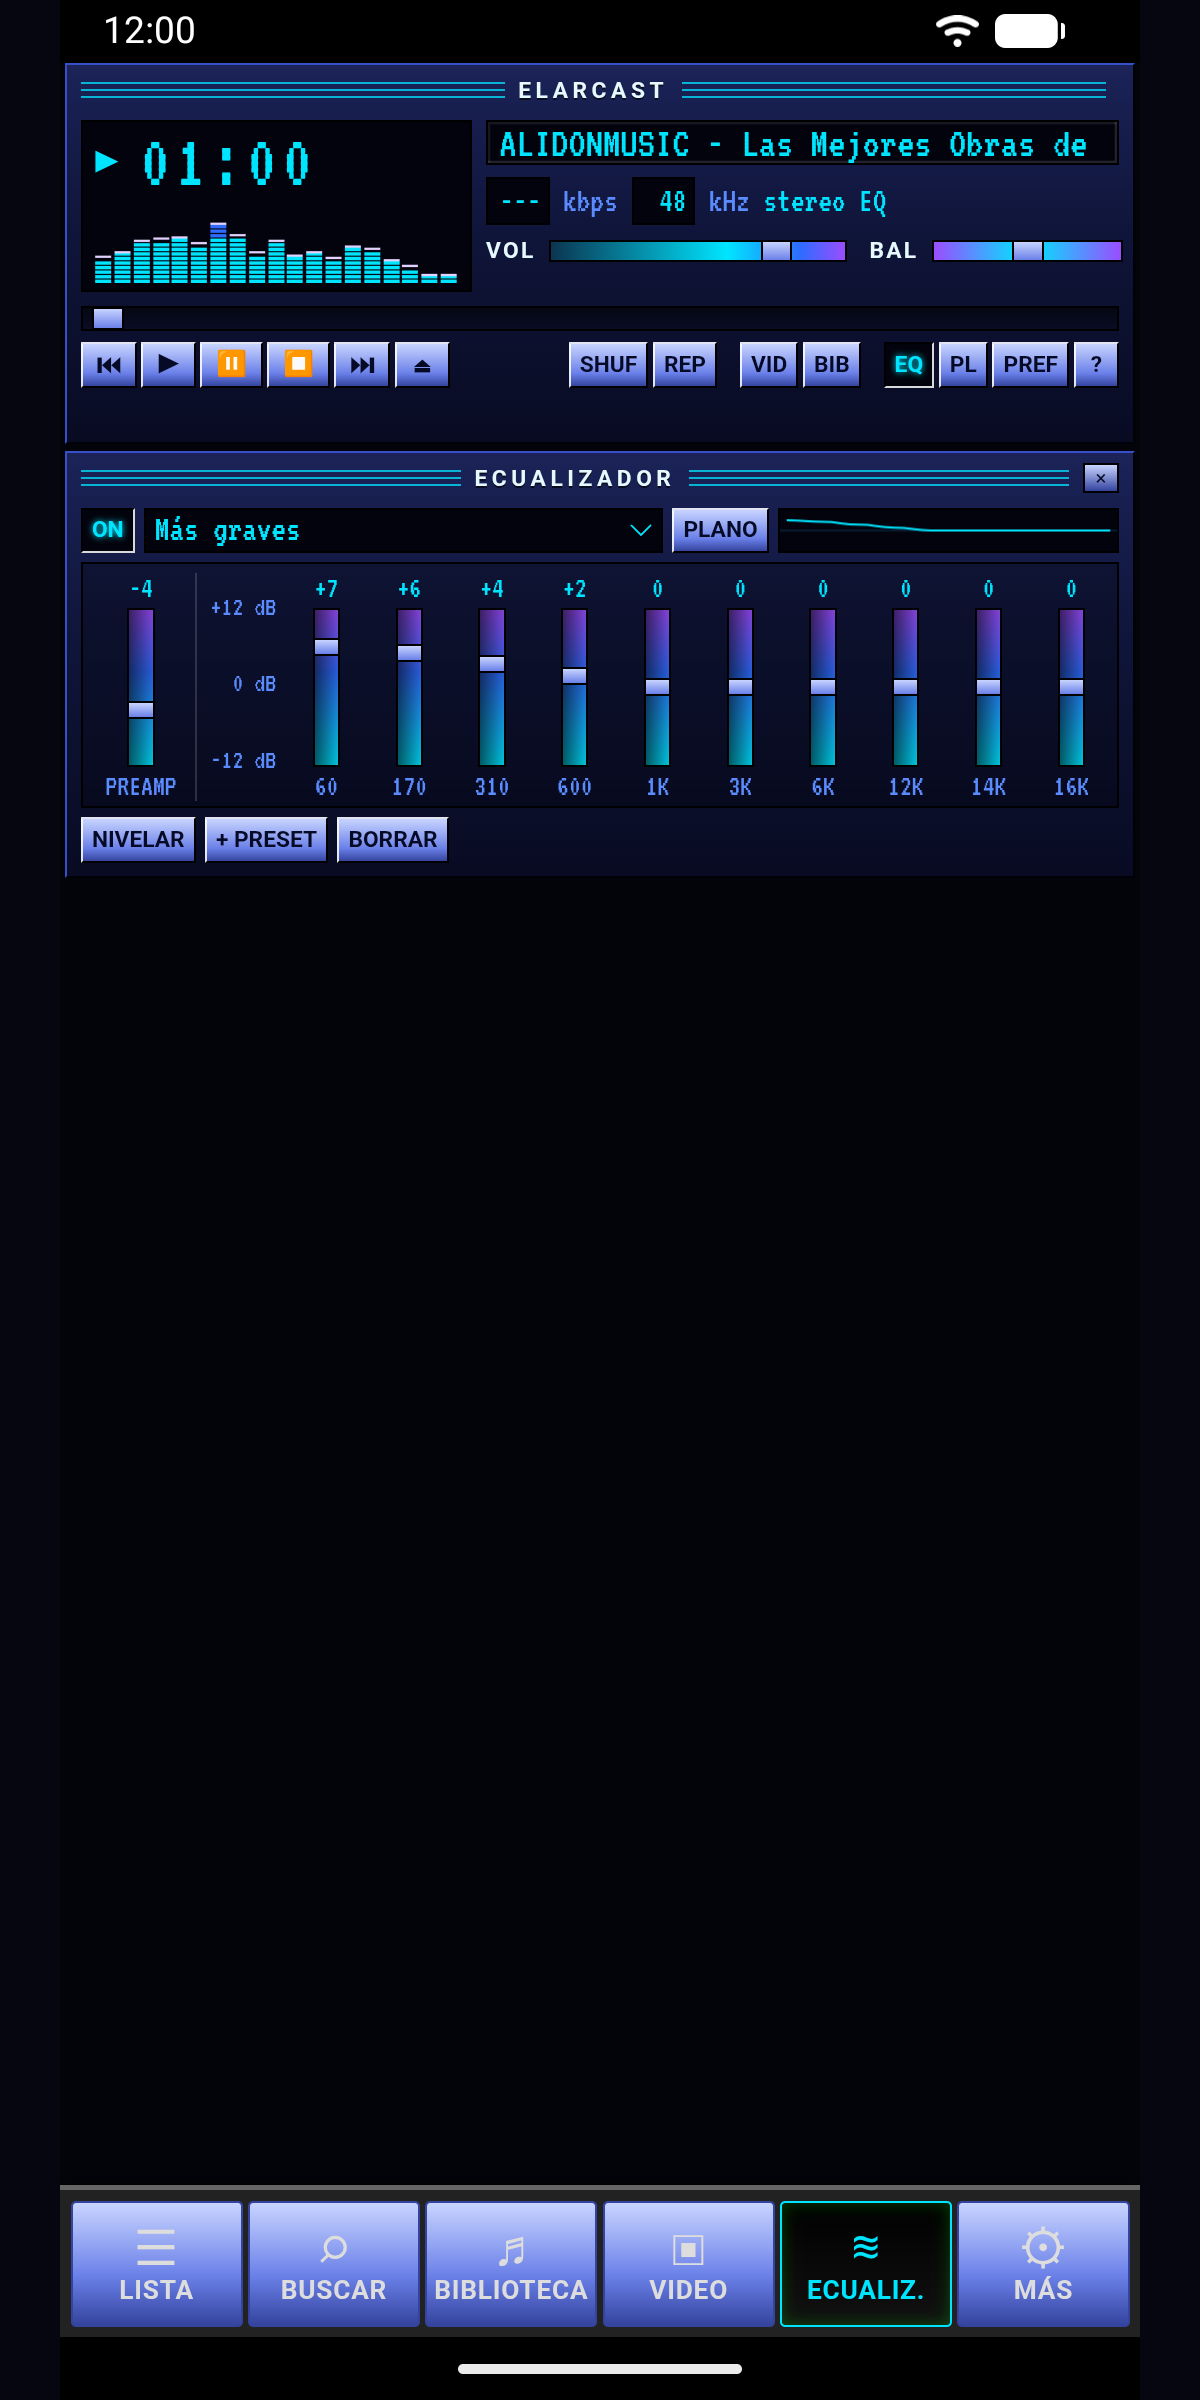 12:00
ELARCAST
01:00
ALIDONMUSIC - Las Mejores Obras de
--- kbps 48 kHz stereo EQ
VOL BAL
SHUF REP VID BIB EQ PL PREF ?
ECUALIZADOR ×
ON Más graves PLANO
-4 +7 +6 +4 +2 0 0 0 0 0 0
+12 dB
0 dB
-12 dB
PREAMP 60 170 310 600 1K 3K 6K 12K 14K 16K
NIVELAR + PRESET BORRAR
LISTA BUSCAR BIBLIOTECA VIDEO ECUALIZ. MÁS